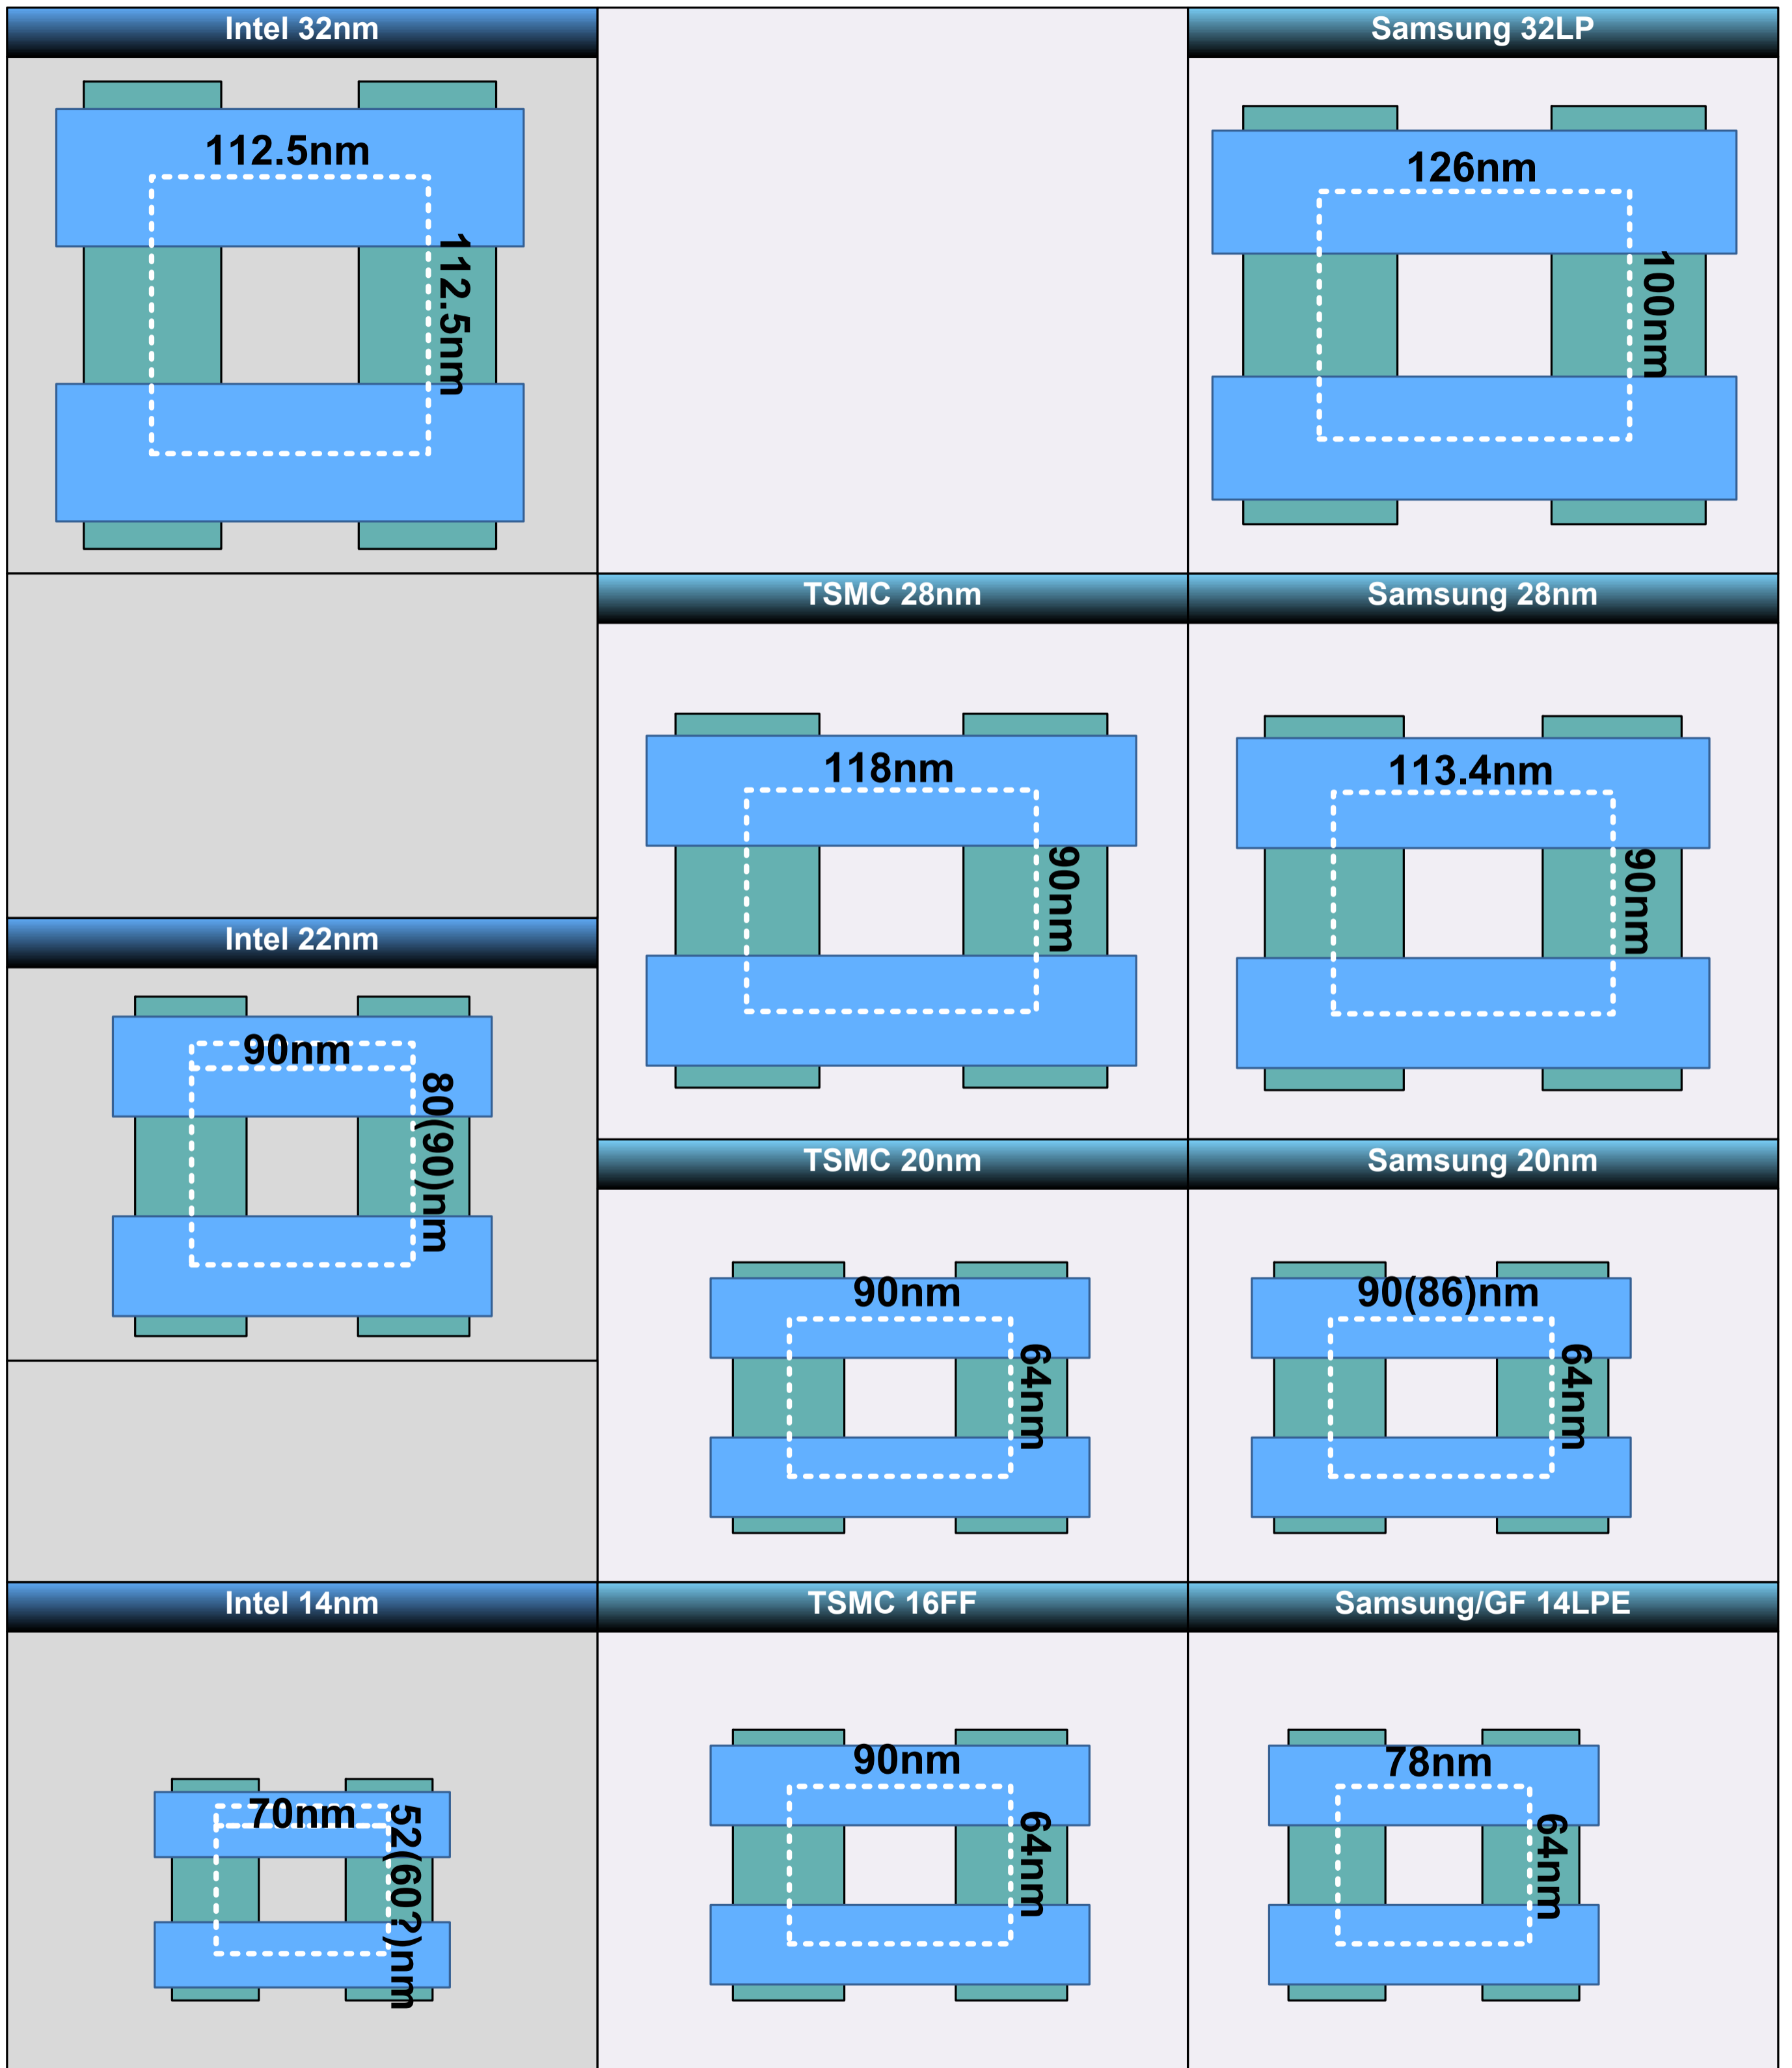 Intel 32nm
Samsung 32LP
112.5nm
112.5nm
126nm
100nm
TSMC 28nm
Samsung 28nm
118nm
90nm
113.4nm
90nm
Intel 22nm
90nm
80(90)nm
TSMC 20nm
Samsung 20nm
90nm
64nm
90(86)nm
64nm
Intel 14nm
TSMC 16FF
Samsung/GF 14LPE
70nm
52(60?)nm
90nm
64nm
78nm
64nm